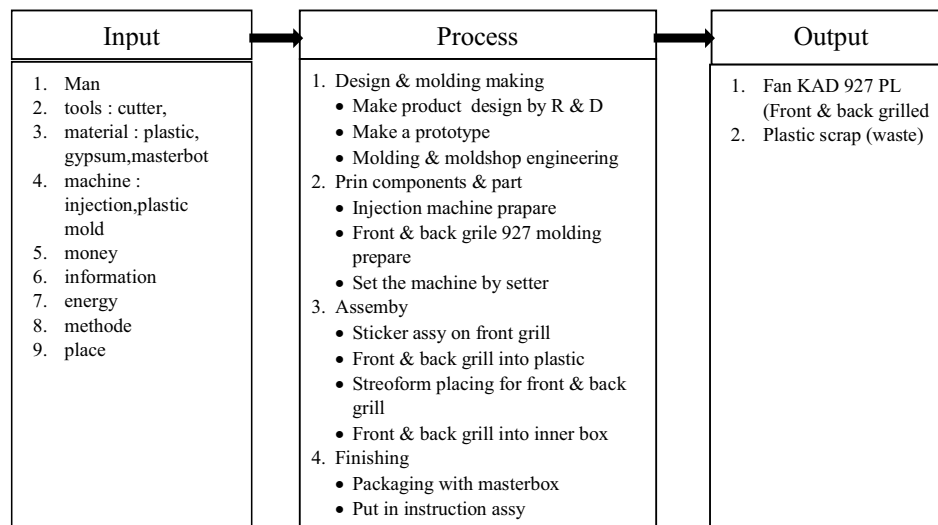 Input
1. Man
2. tools : cutter,
3. material : plastic,
gypsum,masterbot
4. machine :
injection,plastic
mold
5. money
6. information
7. energy
8. methode
9. place
Process
1. Design & molding making
• Make product design by R & D
• Make a prototype
• Molding & moldshop engineering
2. Prin components & part
• Injection machine prapare
• Front & back grile 927 molding
prepare
• Set the machine by setter
3. Assemby
• Sticker assy on front grill
• Front & back grill into plastic
• Streoform placing for front & back
grill
• Front & back grill into inner box
4. Finishing
• Packaging with masterbox
• Put in instruction assy
Output
1. Fan KAD 927 PL
(Front & back grilled
2. Plastic scrap (waste)